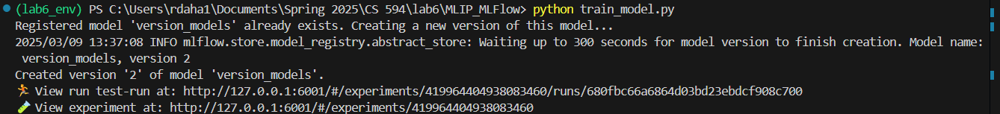 (lab6_env) PS C:\Users\rdaha1\Documents\Spring 2025\CS 594\lab6\MLIP_MLFlow> python train_model.py
Registered model 'version_models' already exists. Creating a new version of this model...
2025/03/09 13:37:08 INFO mlflow.store.model_registry.abstract_store: Waiting up to 300 seconds for model version to finish creation. Model name:
version_models, version 2
Created version '2' of model 'version_models'.
🏃 View run test-run at: http://127.0.0.1:6001/#/experiments/419964404938083460/runs/680fbc66a6864d03bd23ebdcf908c700
🧪 View experiment at: http://127.0.0.1:6001/#/experiments/419964404938083460